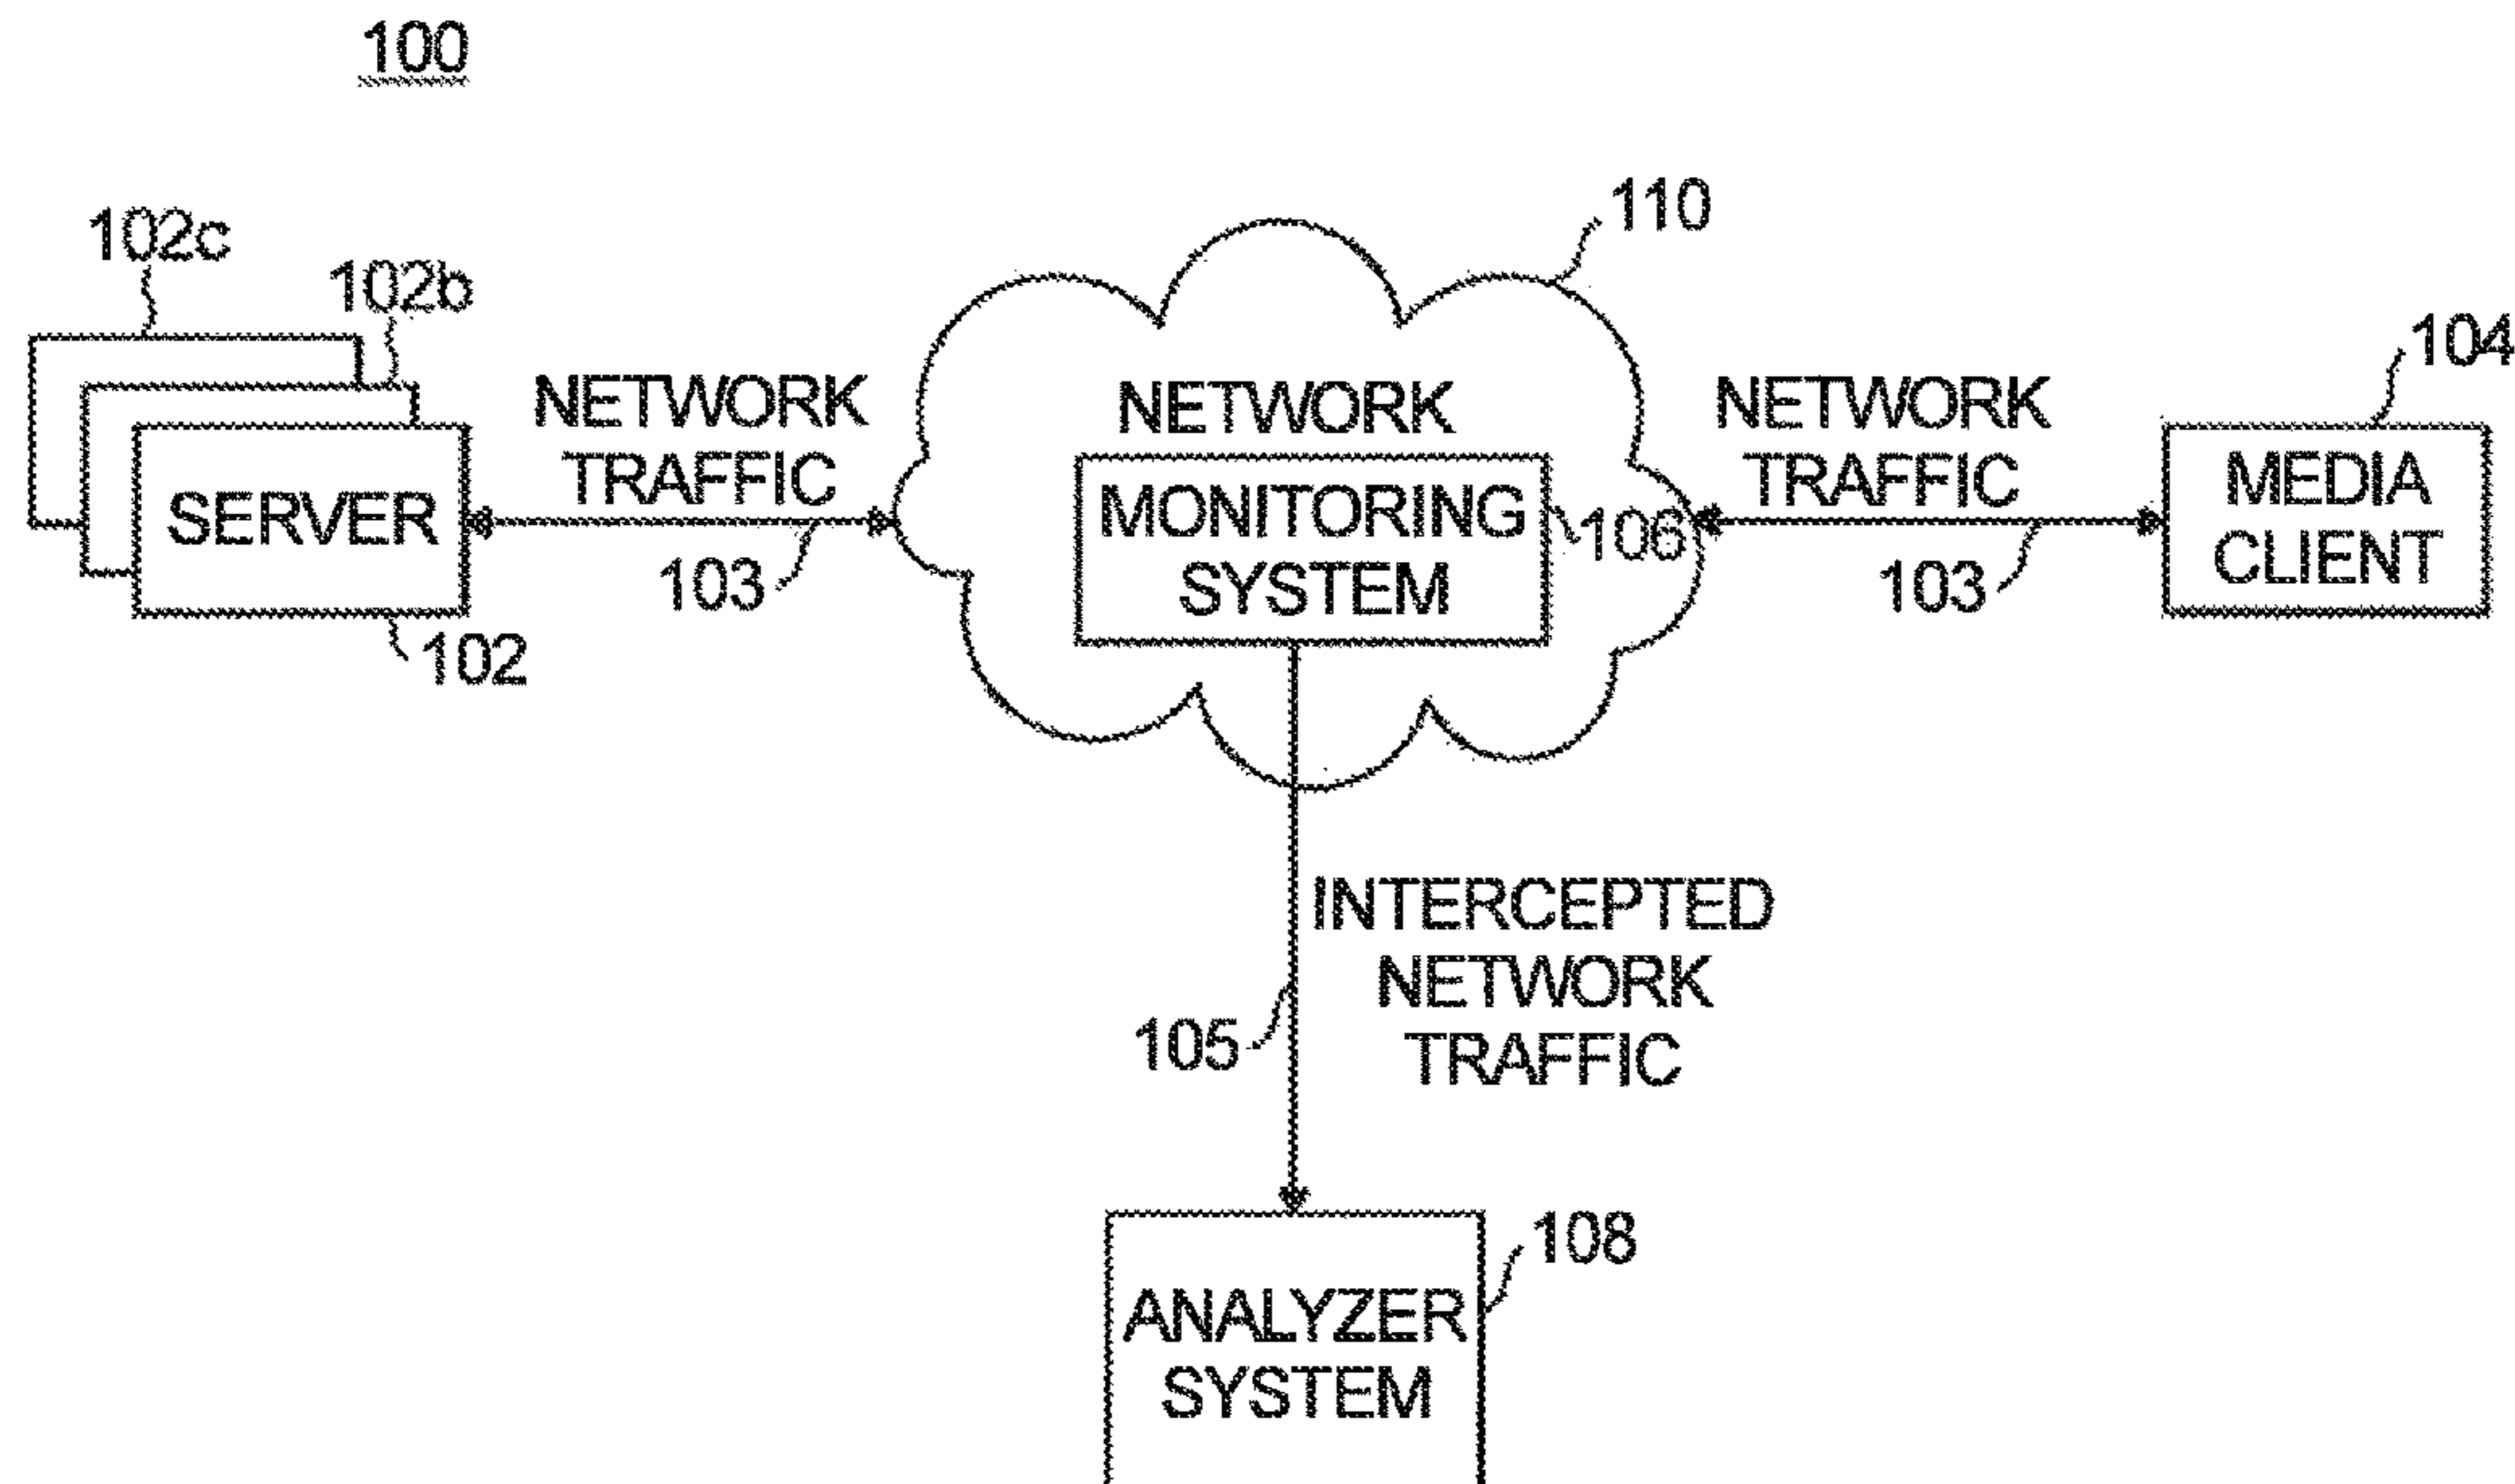 100
110
102c
102b
104
NETWORK
TRAFFIC
NETWORK
NETWORK
TRAFFIC
SERVER
MONITORING
SYSTEM
106
MEDIA
CLIENT
103
103
102
INTERCEPTED
NETWORK
TRAFFIC
105
108
ANALYZER
SYSTEM